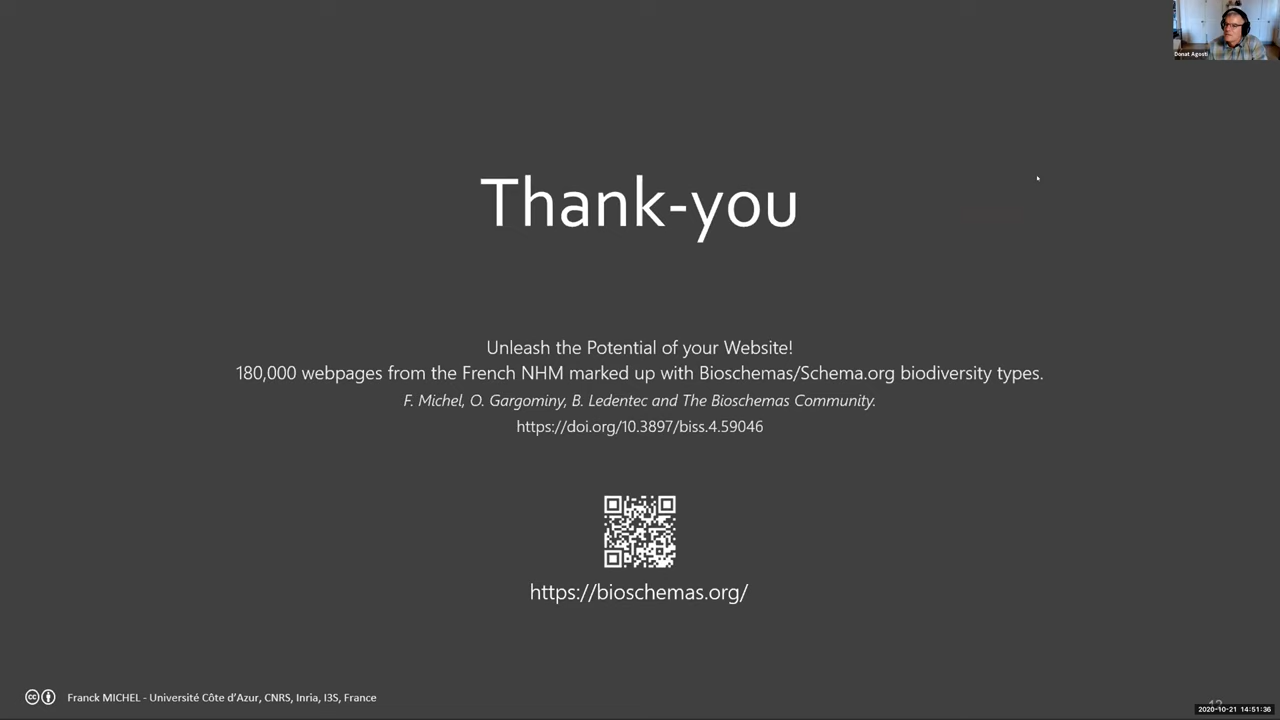 Donat Agosti
Thank-you
Unleash the Potential of your Website!
180,000 webpages from the French NHM marked up with Bioschemas/Schema.org biodiversity types.
F. Michel, O. Gargominy, B. Ledentec and The Bioschemas Community.
https://doi.org/10.3897/biss.4.59046
https://bioschemas.org/
Franck MICHEL - Université Côte d'Azur, CNRS, Inria, I3S, France
2020-10-21 14:51:36